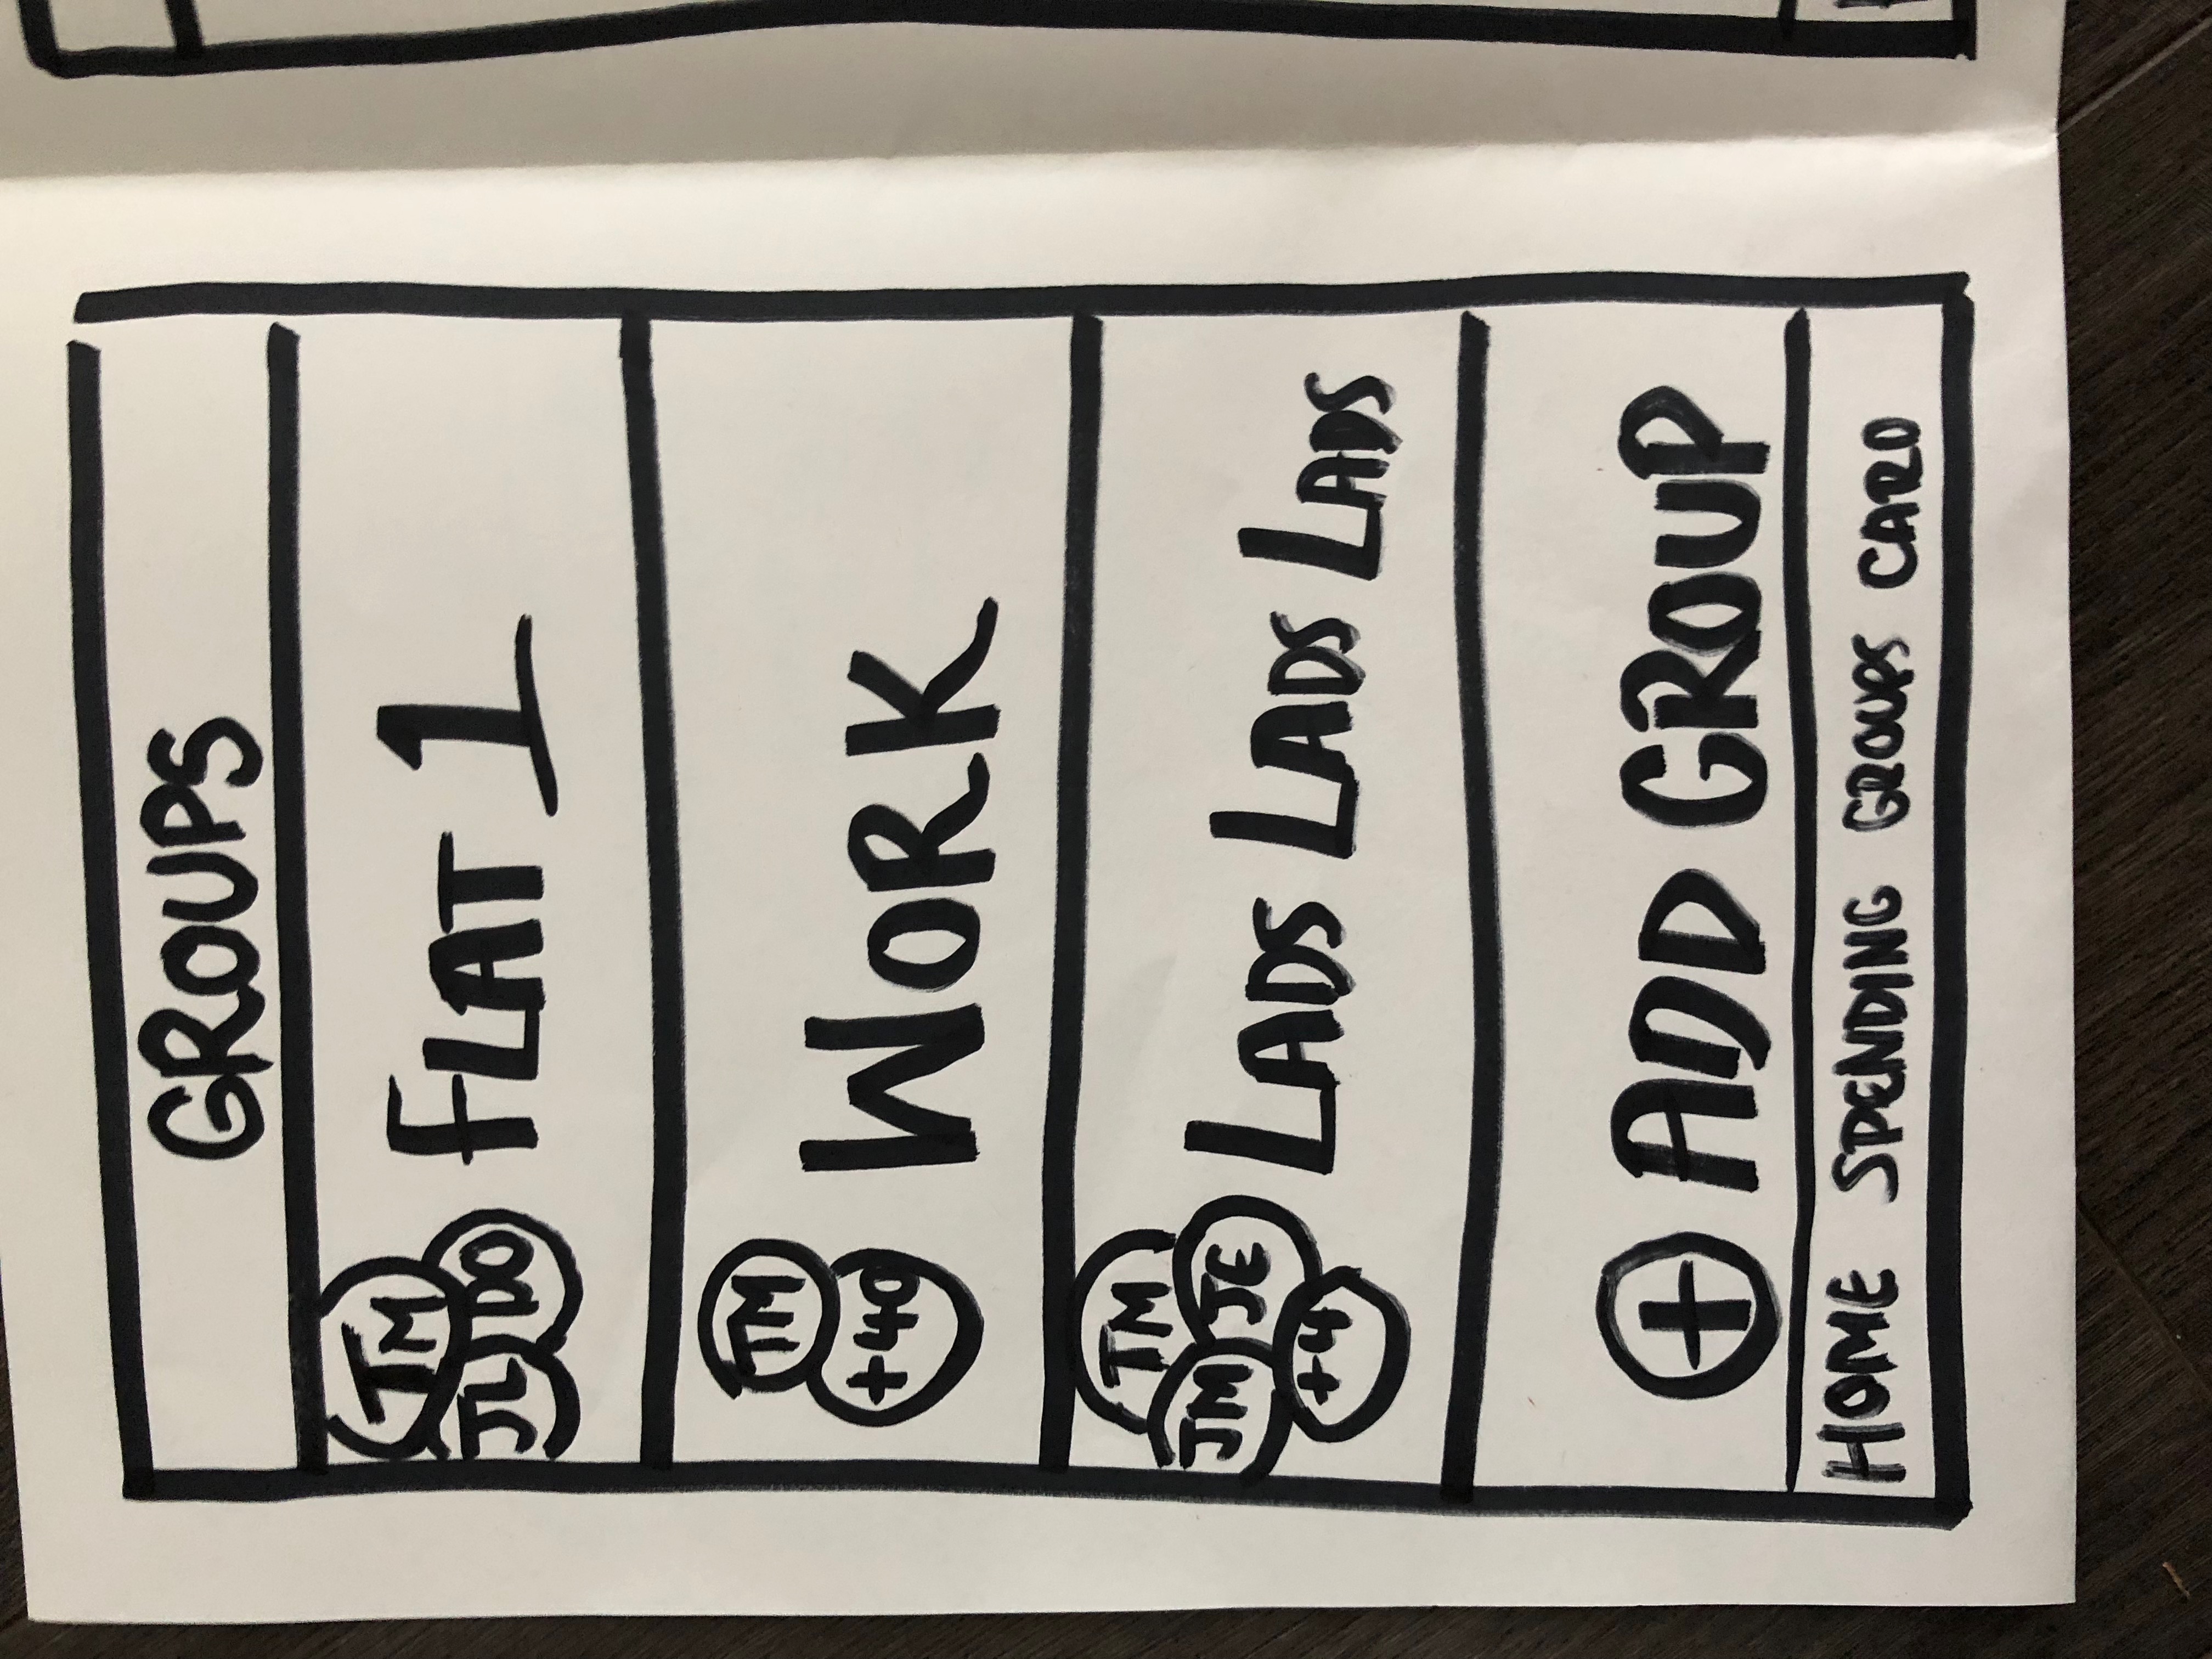 GROUPS
TM
JL DO
FLAT 1
TM
+40
WORK
TM
JM JE
+4
LADS LADS LADS
+ ADD GROUP
HOME SPENDING GROUPS CARD